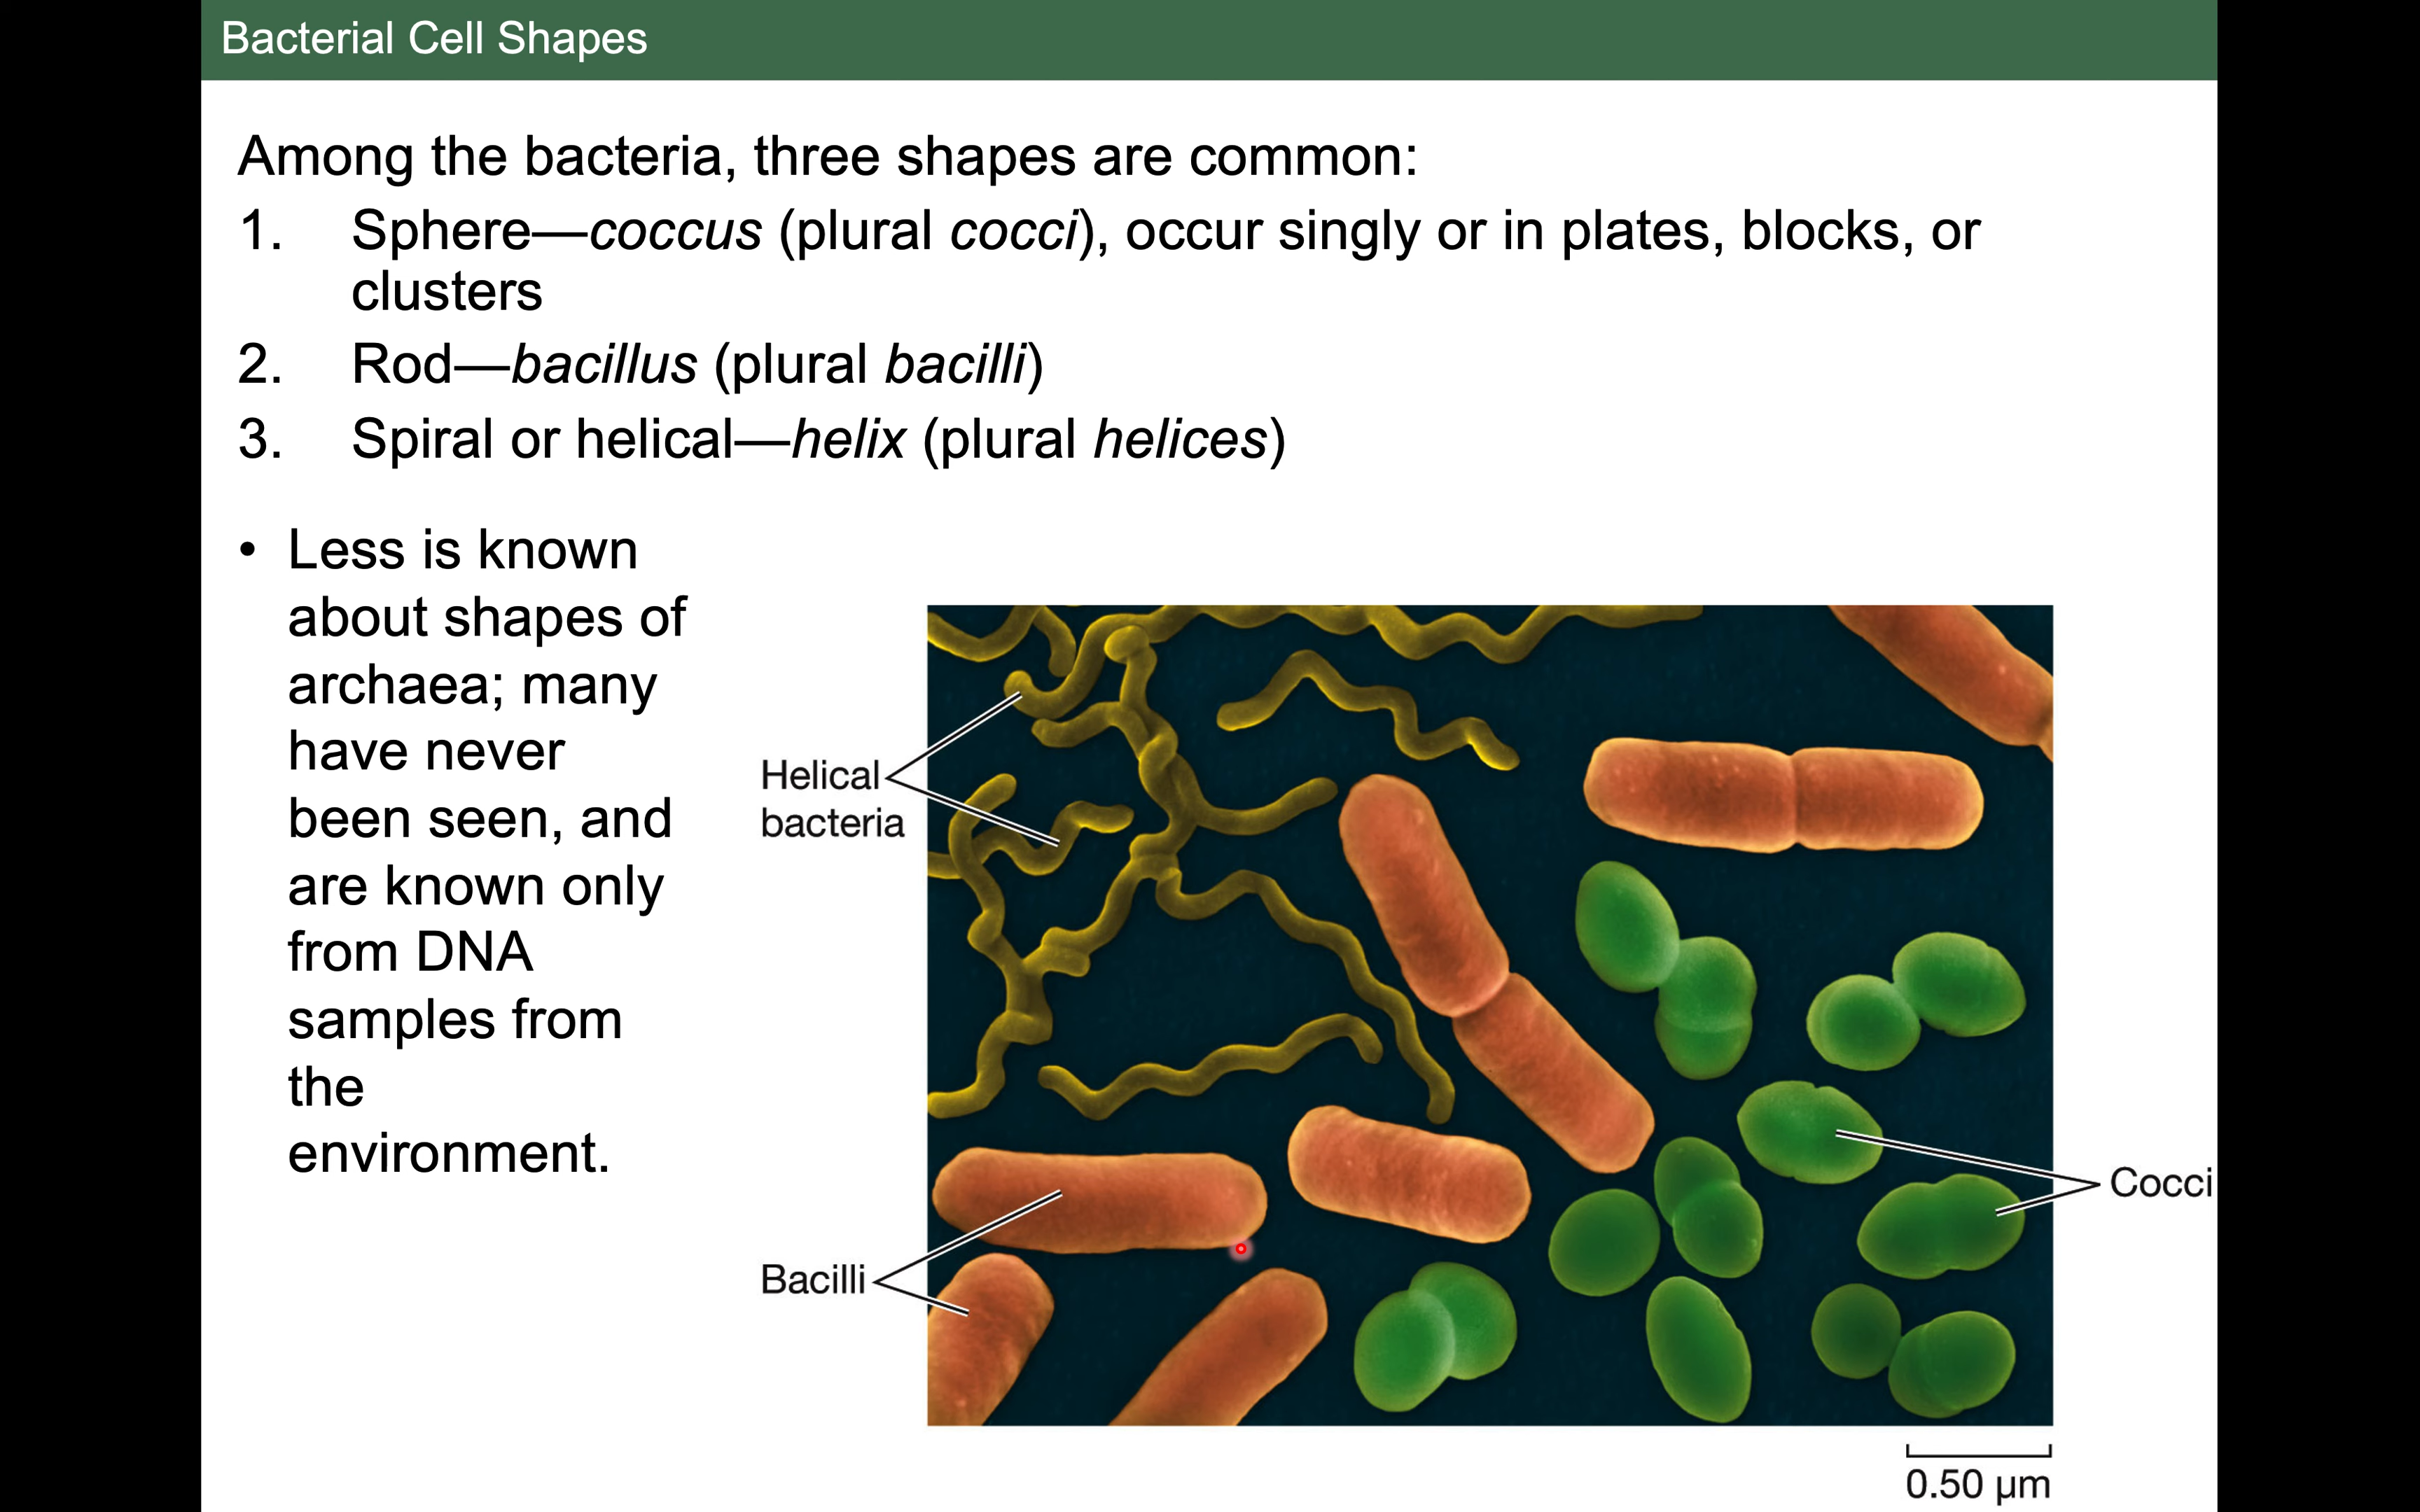 Bacterial Cell Shapes
Among the bacteria, three shapes are common:
1. Sphere—coccus (plural cocci), occur singly or in plates, blocks, or
clusters
2. Rod—bacillus (plural bacilli)
3. Spiral or helical—helix (plural helices)
• Less is known
about shapes of
archaea; many
have never
been seen, and
are known only
from DNA
samples from
the
environment.
Helical
bacteria
Bacilli
Cocci
0.50 µm